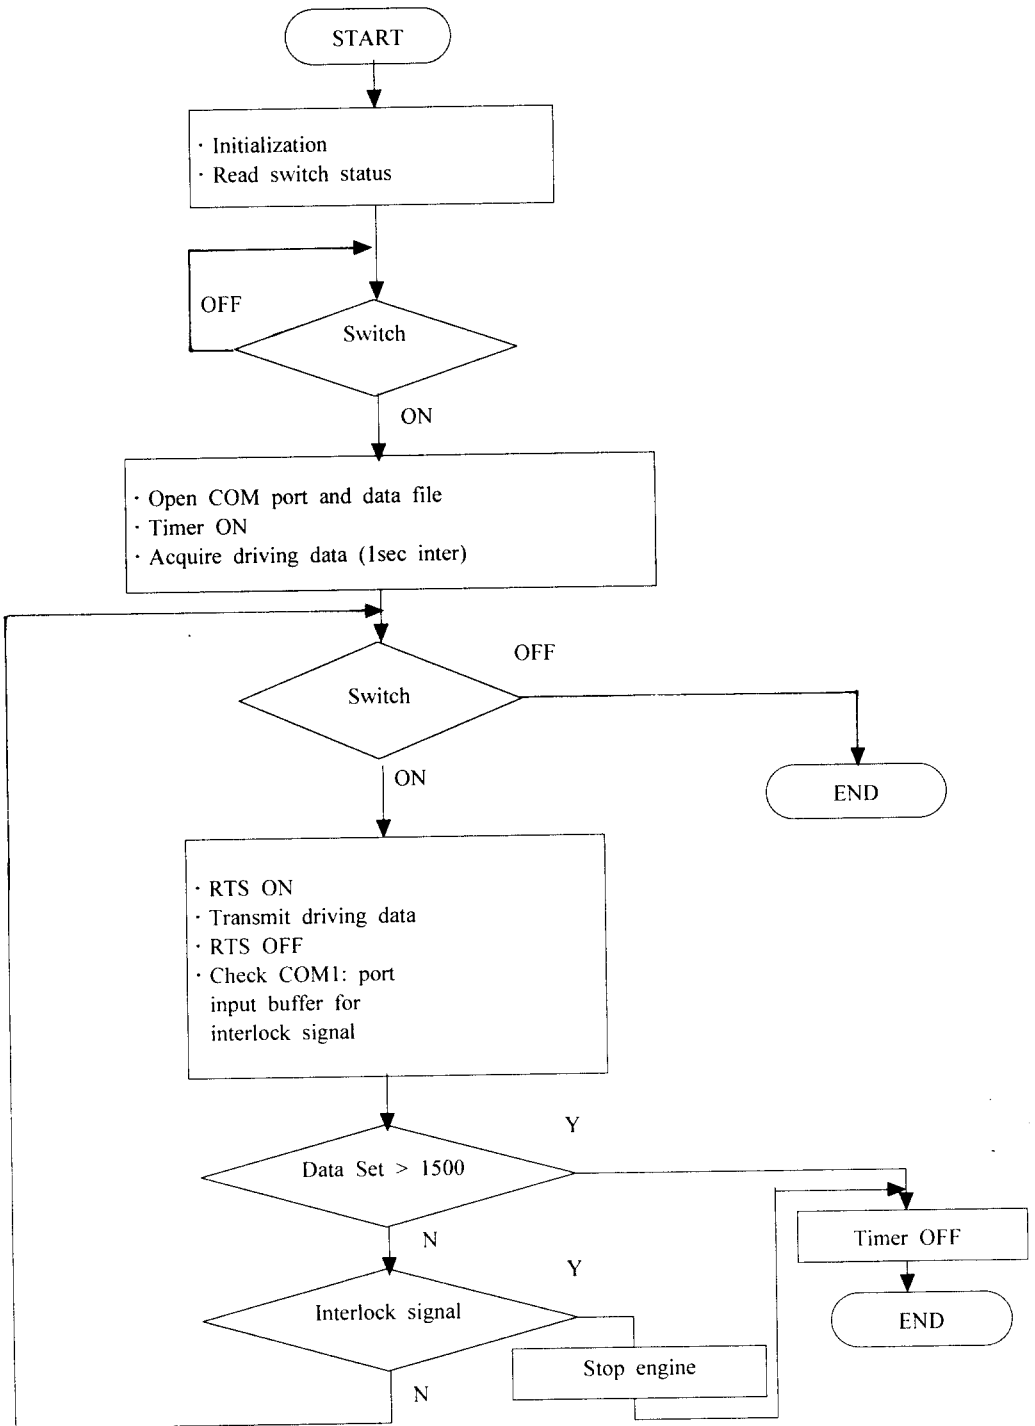 START
· Initialization
· Read switch status
OFF
Switch
ON
· Open COM port and data file
· Timer ON
· Acquire driving data (1sec inter)
OFF
Switch
ON
END
· RTS ON
· Transmit driving data
· RTS OFF
· Check COM1: port
input buffer for
interlock signal
Y
Data Set > 1500
N
Timer OFF
Y
Interlock signal
END
Stop engine
N